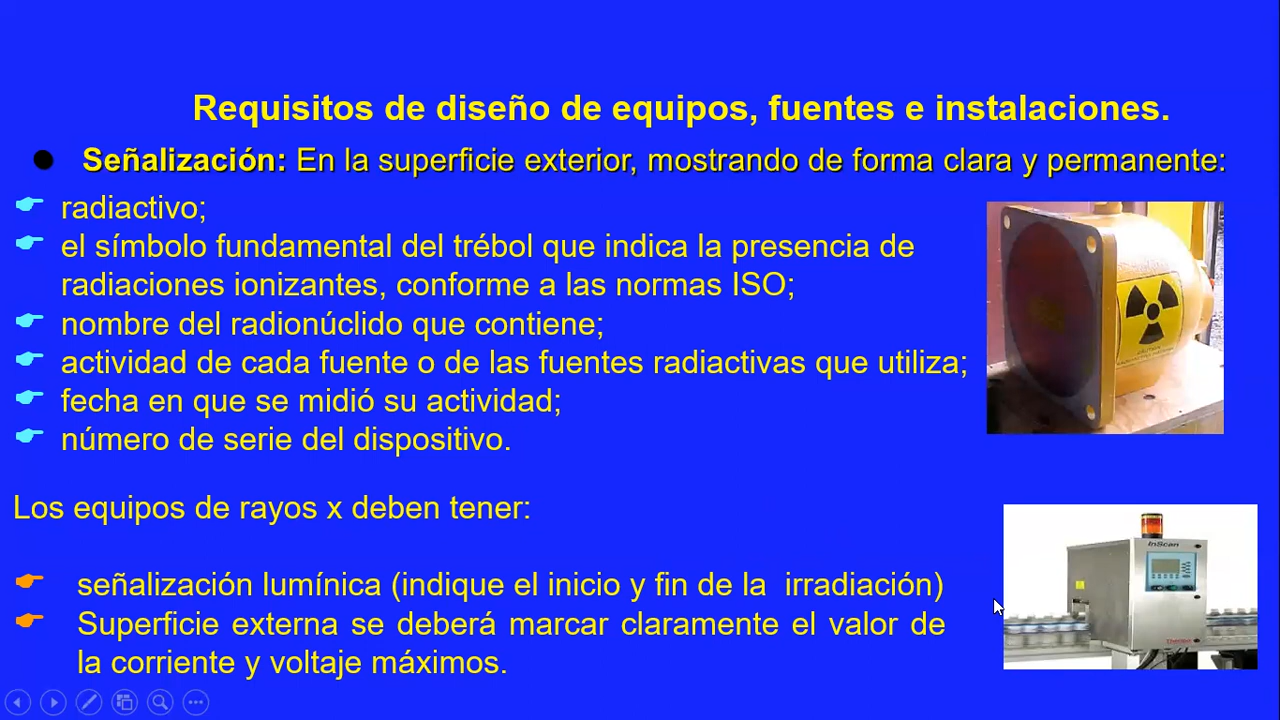 Requisitos de diseño de equipos, fuentes e instalaciones.
Señalización: En la superficie exterior, mostrando de forma clara y permanente:
radiactivo;
el símbolo fundamental del trébol que indica la presencia de
radiaciones ionizantes, conforme a las normas ISO;
nombre del radionúclido que contiene;
actividad de cada fuente o de las fuentes radiactivas que utiliza;
fecha en que se midió su actividad;
número de serie del dispositivo.
Los equipos de rayos x deben tener:
señalización lumínica (indique el inicio y fin de la irradiación)
Superficie externa se deberá marcar claramente el valor de
la corriente y voltaje máximos.
InScan